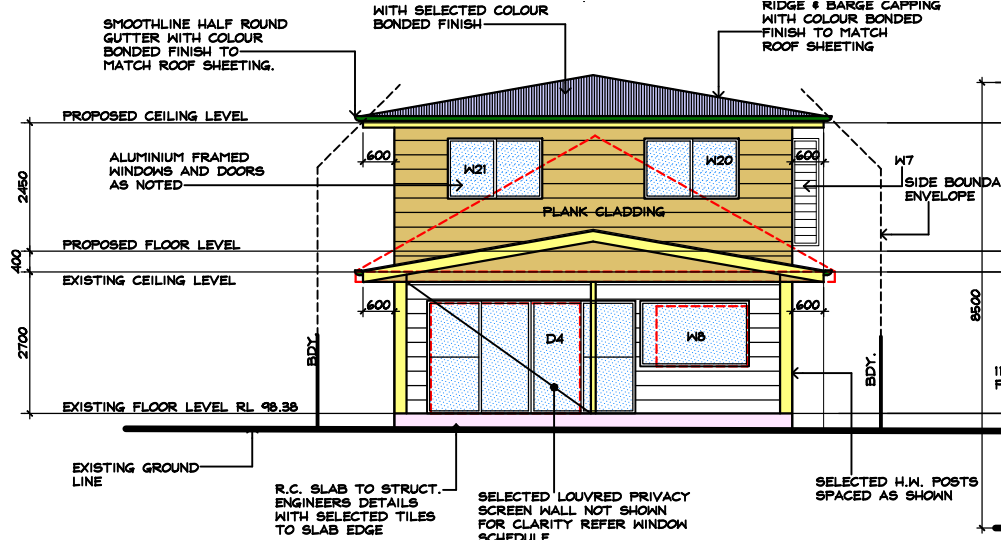 WITH SELECTED COLOUR
BONDED FINISH
RIDGE & BARGE CAPPING
WITH COLOUR BONDED
FINISH TO MATCH
ROOF SHEETING
SMOOTHLINE HALF ROUND
GUTTER WITH COLOUR
BONDED FINISH TO
MATCH ROOF SHEETING.
PROPOSED CEILING LEVEL
ALUMINIUM FRAMED
WINDOWS AND DOORS
AS NOTED
600
W21
W20
600
W7
SIDE BOUNDA
ENVELOPE
2450
PLANK CLADDING
PROPOSED FLOOR LEVEL
400
EXISTING CEILING LEVEL
600
600
8500
2700
BDY
D4
W8
BDY.
11
EXISTING FLOOR LEVEL RL 98.38
EXISTING GROUND
LINE
R.C. SLAB TO STRUCT.
ENGINEERS DETAILS
WITH SELECTED TILES
TO SLAB EDGE
SELECTED LOUVRED PRIVACY
SCREEN WALL NOT SHOWN
FOR CLARITY REFER WINDOW
SCHEDULE
SELECTED H.W. POSTS
SPACED AS SHOWN